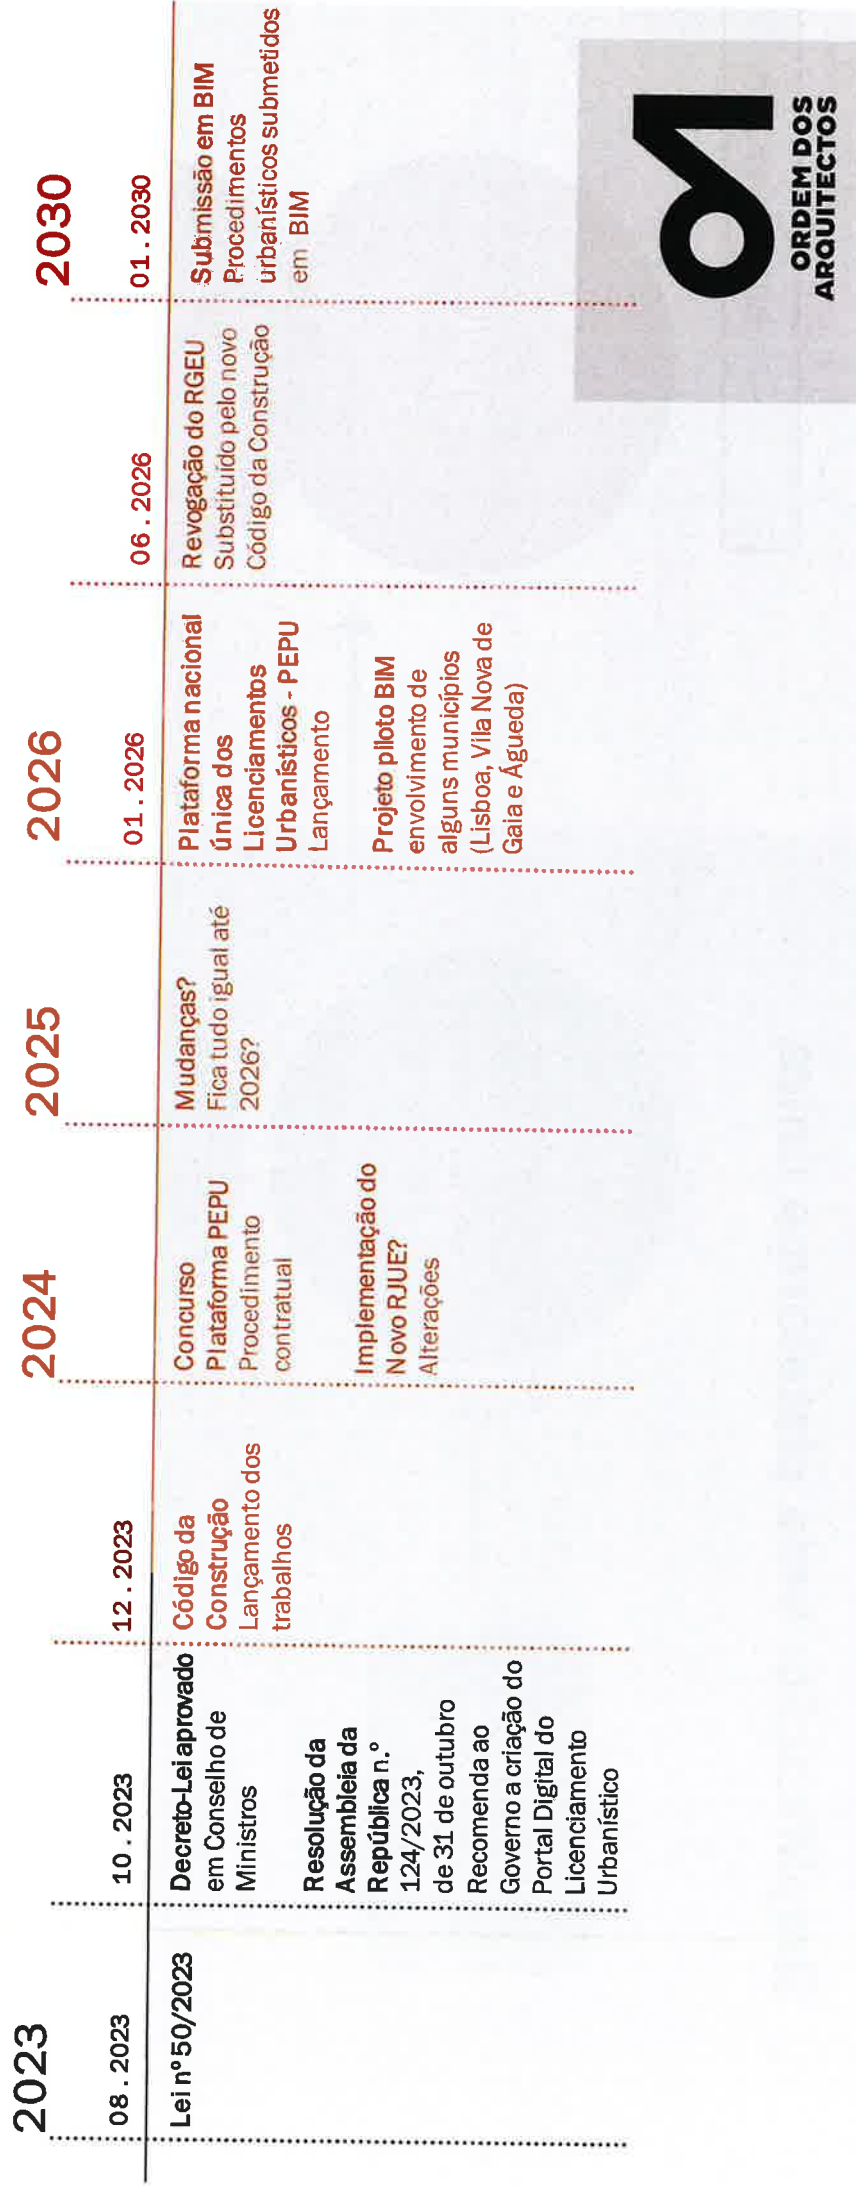 2023
08 . 2023
Lei nº 50/2023
10 . 2023
Decreto-Lei aprovado
em Conselho de
Ministros
Resolução da
Assembleia da
República n.º
124/2023,
de 31 de outubro
Recomenda ao
Governo a criação do
Portal Digital do
Licenciamento
Urbanístico
12 . 2023
Código da
Construção
Lançamento dos
trabalhos
2024
Concurso
Plataforma PEPU
Procedimento
contratual
Implementação do
Novo RJUE?
Alterações
2025
Mudanças?
Fica tudo igual até
2026?
2026
01 . 2026
Plataforma nacional
única dos
Licenciamentos
Urbanísticos - PEPU
Lançamento
Projeto piloto BIM
envolvimento de
alguns municípios
(Lisboa, Vila Nova de
Gaia e Águeda)
06 . 2026
Revogação do RGEU
Substituído pelo novo
Código da Construção
2030
01 . 2030
Submissão em BIM
Procedimentos
urbanísticos submetidos
em BIM
ORDEM DOS
ARQUITECTOS